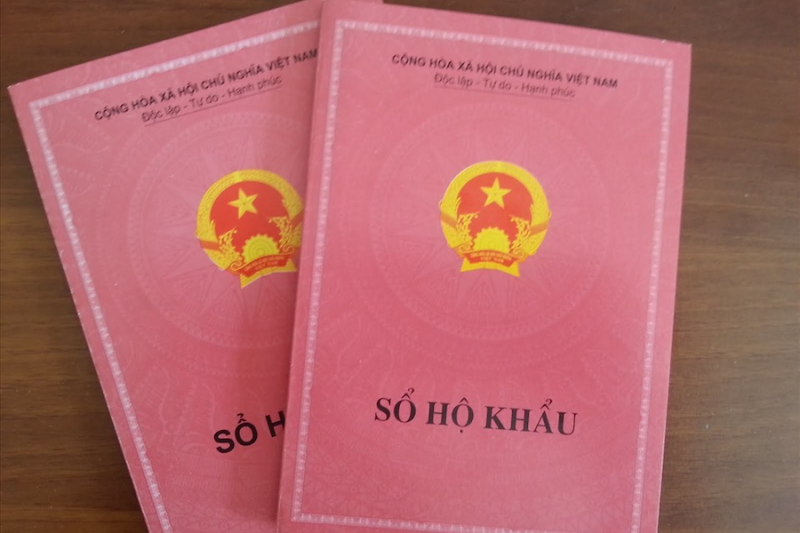 CỘNG HÒA XÃ HỘI CHỦ NGHĨA VIỆT NAM
Độc lập - Tự do - Hạnh phúc
SỔ H
CỘNG HÒA XÃ HỘI CHỦ NGHĨA VIỆT NAM
Độc lập - Tự do - Hạnh phúc
SỔ HỘ KHẨU